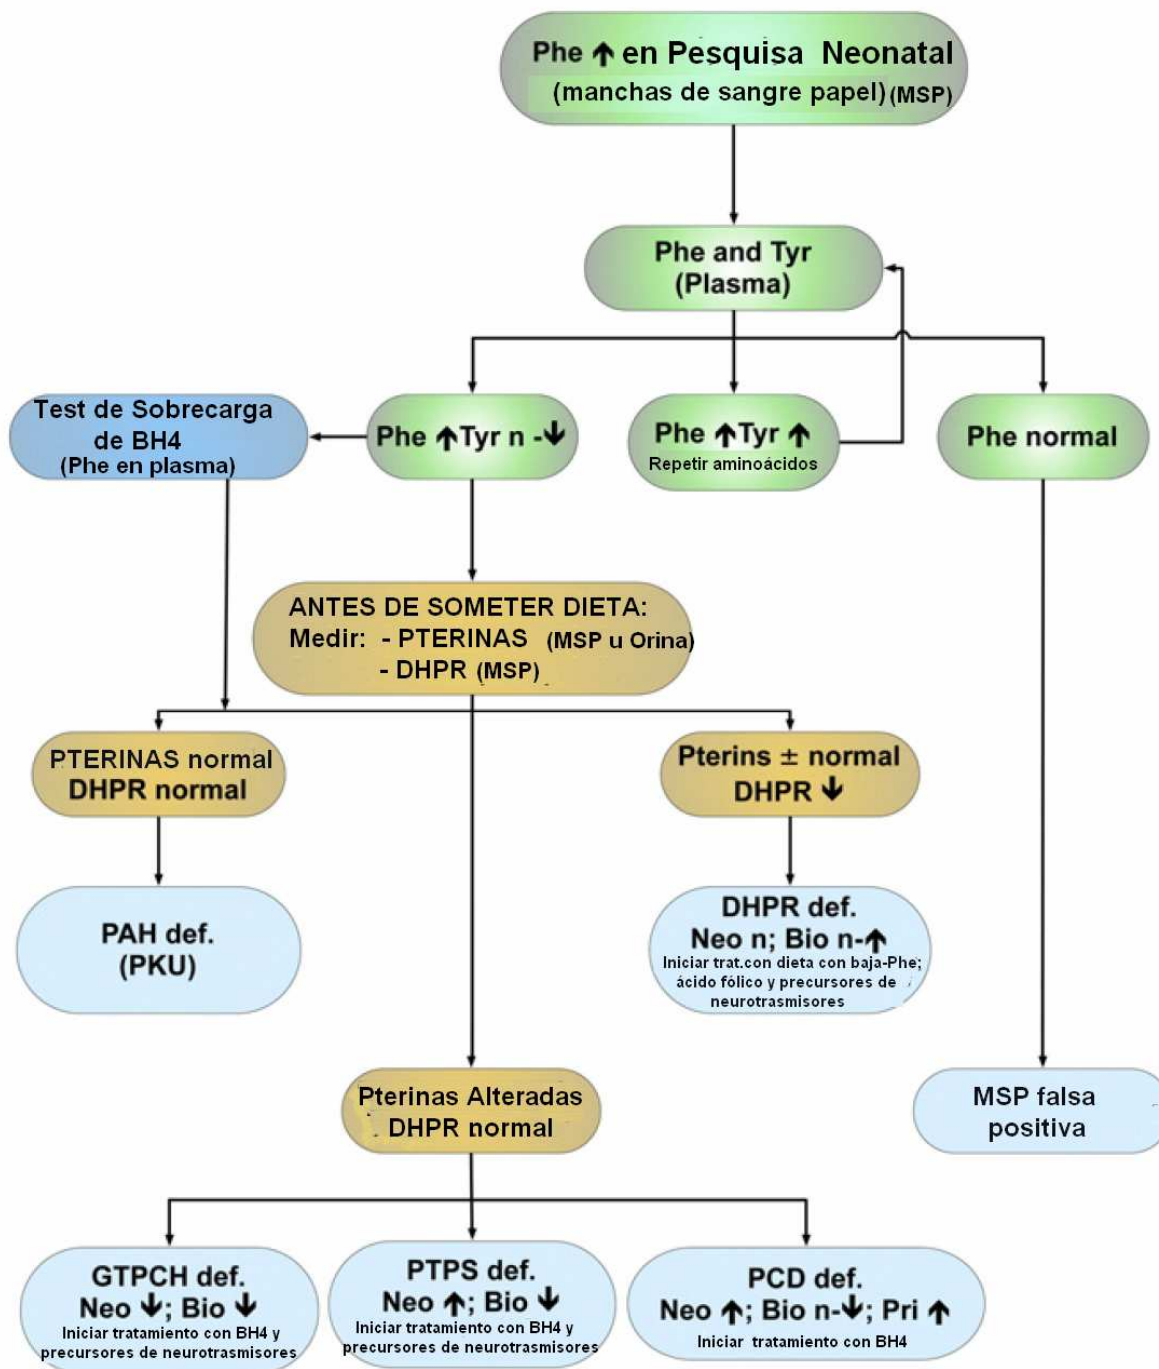 Phe ↑ en Pesquisa Neonatal
(manchas de sangre papel) (MSP)
Phe and Tyr
(Plasma)
Test de Sobrecarga
de BH4
(Phe en plasma)
Phe ↑Tyr n -↓
Phe ↑Tyr ↑
Repetir aminoácidos
Phe normal
ANTES DE SOMETER DIETA:
Medir: - PTERINAS (MSP u Orina)
- DHPR (MSP)
PTERINAS normal
DHPR normal
Pterins ± normal
DHPR ↓
PAH def.
(PKU)
DHPR def.
Neo n; Bio n-↑
Iniciar trat.con dieta con baja-Phe;
ácido fólico y precursores de
neurotrasmisores
Pterinas Alteradas
DHPR normal
MSP falsa
positiva
GTPCH def.
Neo ↓; Bio ↓
Iniciar tratamiento con BH4 y
precursores de neurotrasmisores
PTPS def.
Neo ↑; Bio ↓
Iniciar tratamiento con BH4 y
precursores de neurotrasmisores
PCD def.
Neo ↑; Bio n-↓; Pri ↑
Iniciar tratamiento con BH4